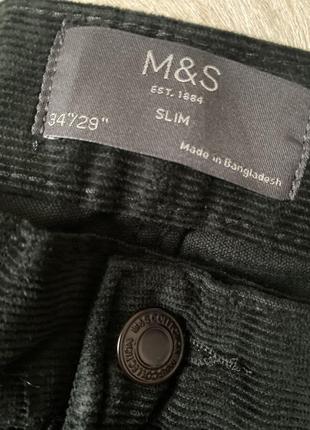 M&S
EST. 1884
SLIM
34"/29"
Made in Bangladesh